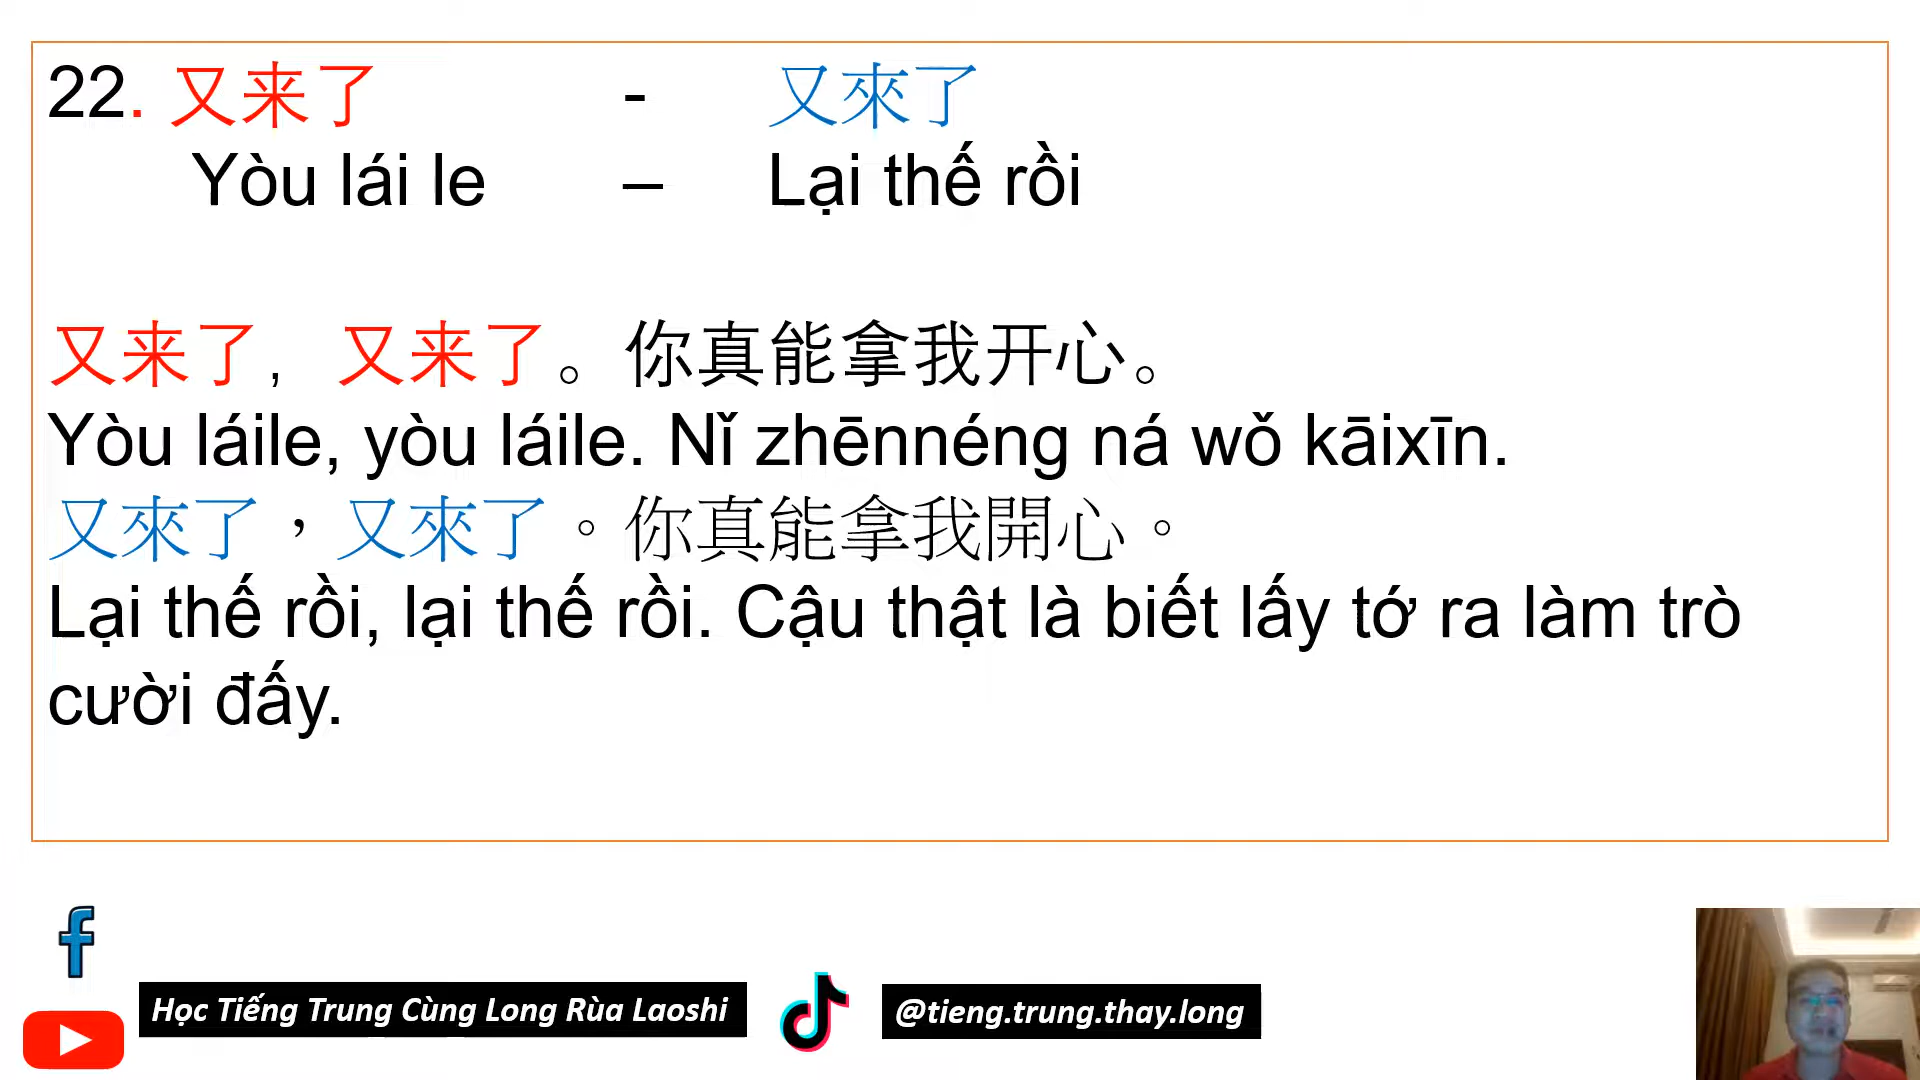 22. 又来了 - 又來了
Yòu lái le – Lại thế rồi
又来了, 又来了。你真能拿我开心。
Yòu láile, yòu láile. Nǐ zhēnnéng ná wǒ kāixīn.
又來了，又來了。你真能拿我開心。
Lại thế rồi, lại thế rồi. Cậu thật là biết lấy tớ ra làm trò
cười đấy.
Học Tiếng Trung Cùng Long Rùa Laoshi
@tieng.trung.thay.long